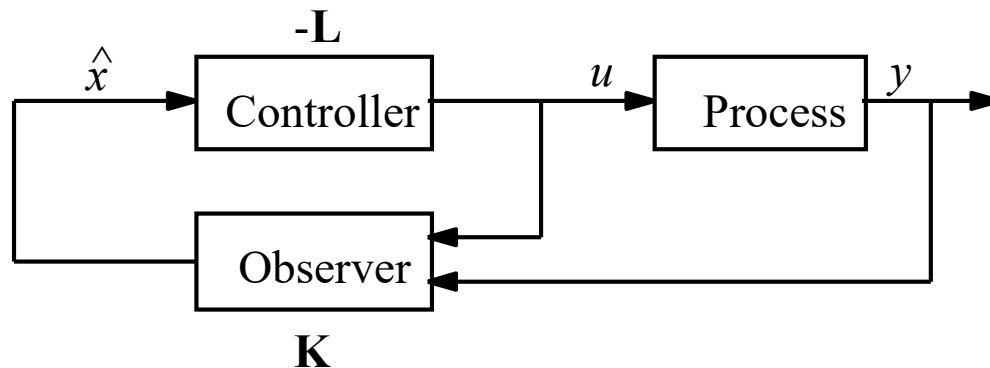 -L
x̂
Controller
u
Process
y
Observer
K